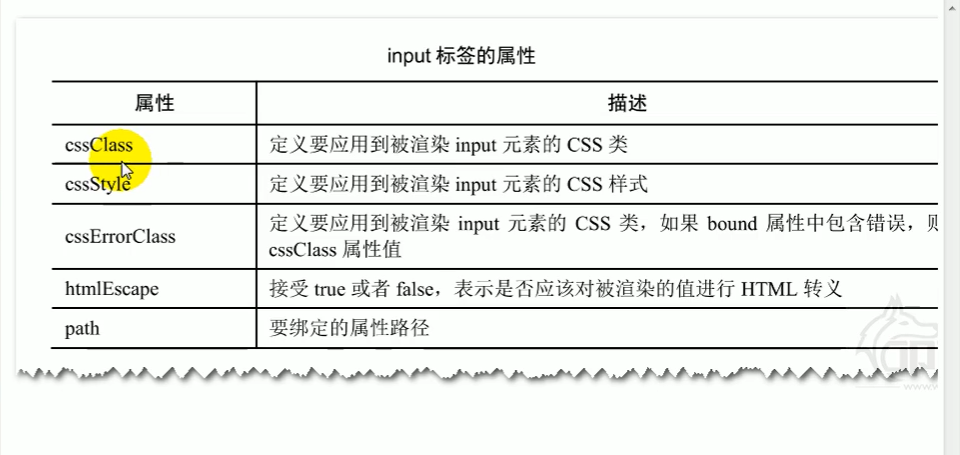 input 标签的属性
属性 描述
cssClass 定义要应用到被渲染 input 元素的 CSS 类
cssStyle 定义要应用到被渲染 input 元素的 CSS 样式
cssErrorClass 定义要应用到被渲染 input 元素的 CSS 类，如果 bound 属性中包含错误，则
cssClass 属性值
htmlEscape 接受 true 或者 false，表示是否应该对被渲染的值进行 HTML 转义
path 要绑定的属性路径